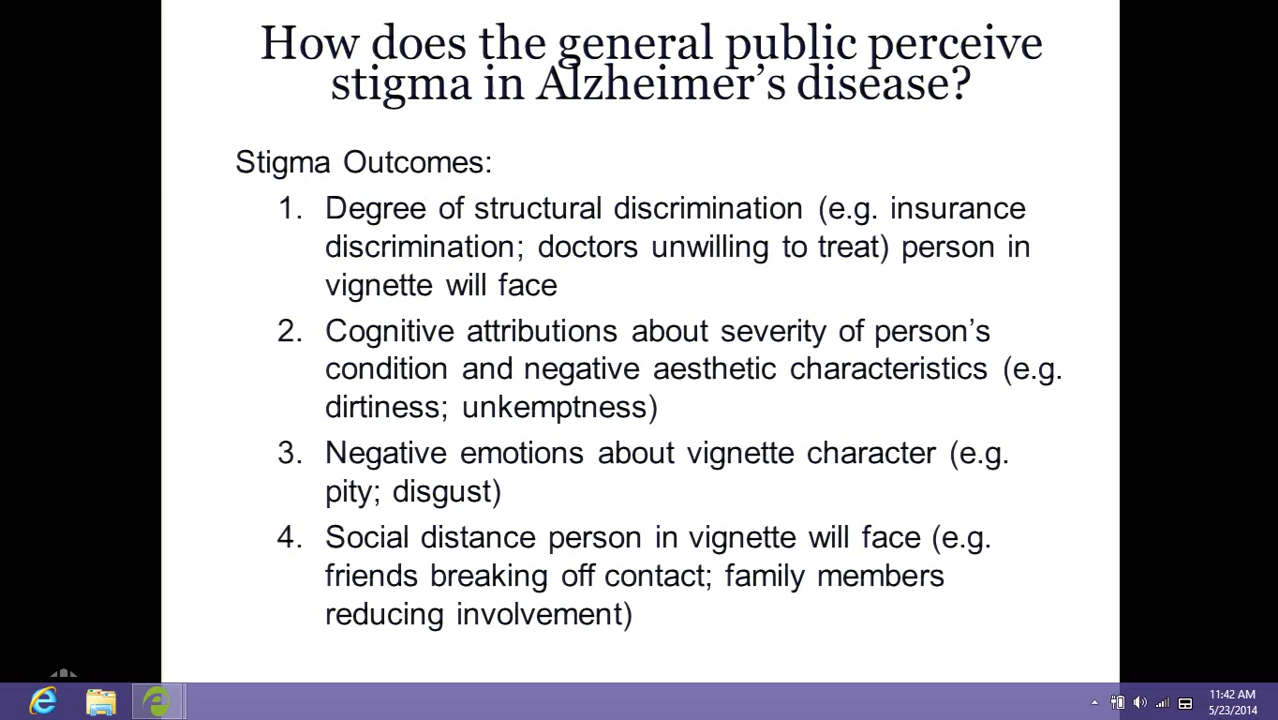 How does the general public perceive
stigma in Alzheimer's disease?
Stigma Outcomes:
1. Degree of structural discrimination (e.g. insurance
discrimination; doctors unwilling to treat) person in
vignette will face
2. Cognitive attributions about severity of person's
condition and negative aesthetic characteristics (e.g.
dirtiness; unkemptness)
3. Negative emotions about vignette character (e.g.
pity; disgust)
4. Social distance person in vignette will face (e.g.
friends breaking off contact; family members
reducing involvement)
11:42 AM
5/23/2014